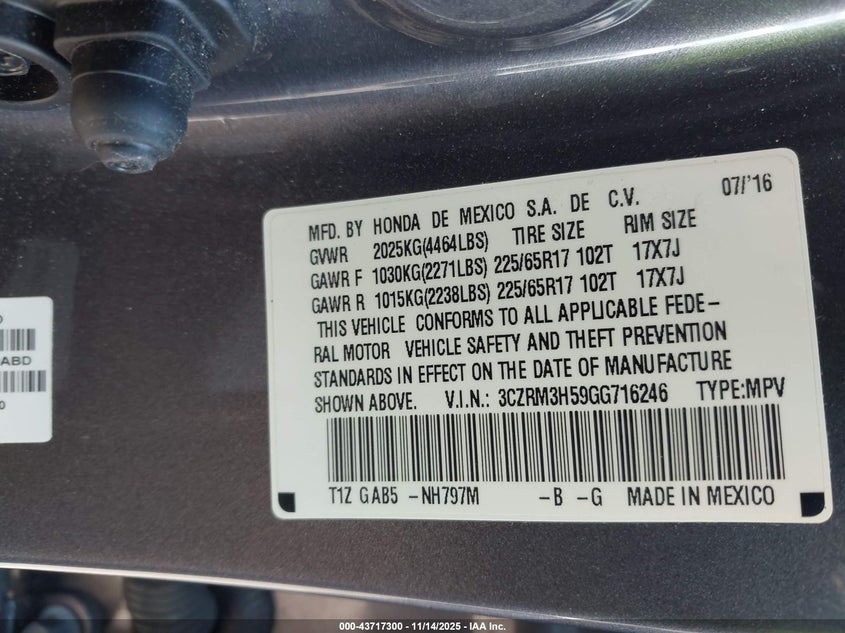 07/'16
MFD. BY HONDA DE MEXICO S.A. DE C.V.
GVWR 2025KG(4464LBS) TIRE SIZE RIM SIZE
GAWR F 1030KG(2271LBS) 225/65R17 102T 17X7J
GAWR R 1015KG(2238LBS) 225/65R17 102T 17X7J
THIS VEHICLE CONFORMS TO ALL APPLICABLE FEDE-
RAL MOTOR VEHICLE SAFETY AND THEFT PREVENTION
STANDARDS IN EFFECT ON THE DATE OF MANUFACTURE
SHOWN ABOVE. V.I.N.: 3CZRM3H59GG716246 TYPE:MPV
T1Z GAB5 -NH797M -B -G MADE IN MEXICO
ABD
0
000-43717300 - 11/14/2025 - IAA Inc.